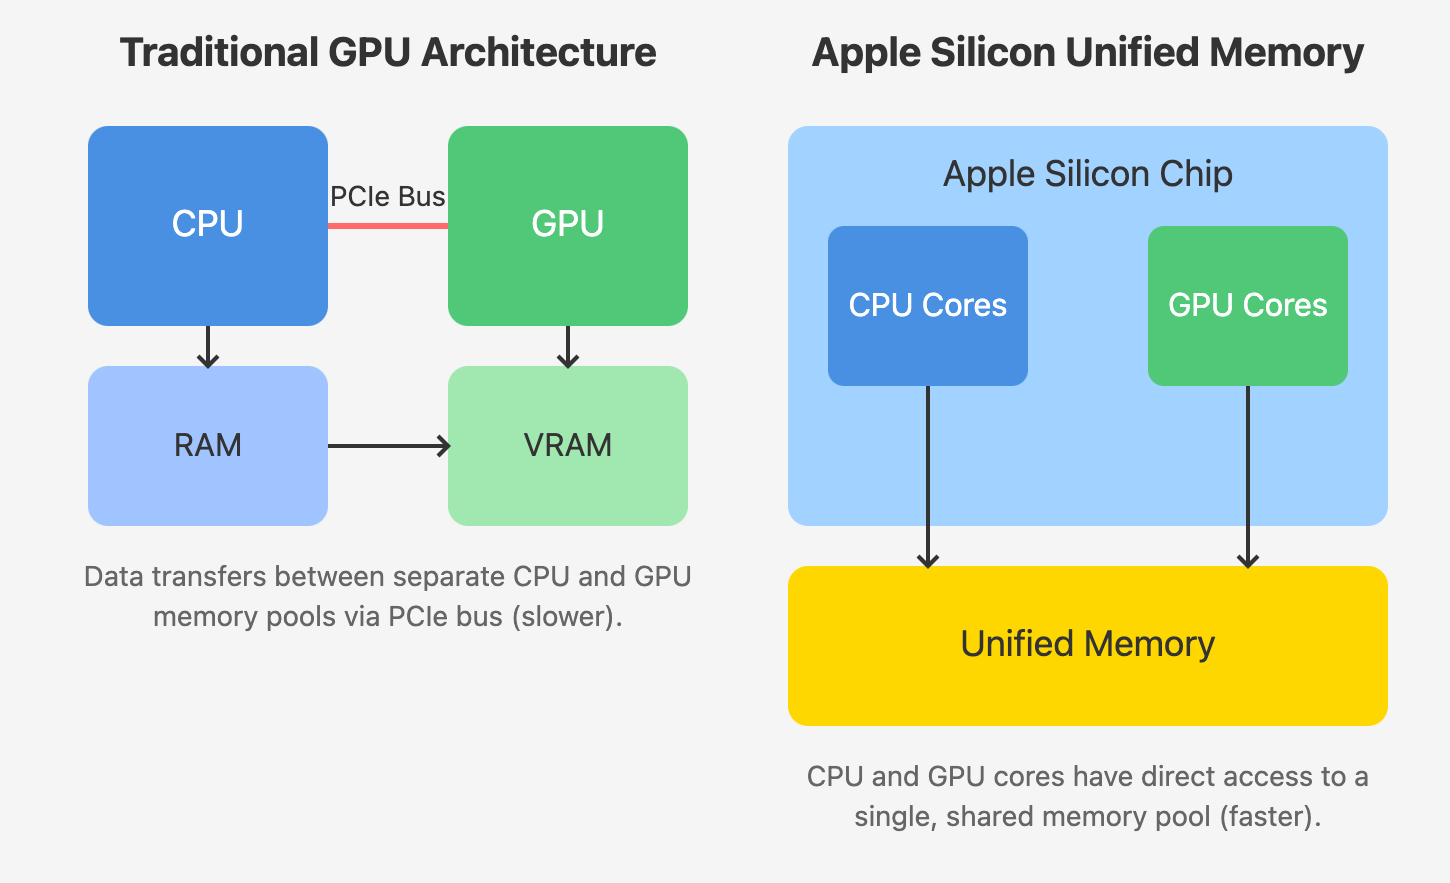 Traditional GPU Architecture
CPU
PCIe Bus
GPU
RAM
VRAM
Data transfers between separate CPU and GPU
memory pools via PCIe bus (slower).
Apple Silicon Unified Memory
Apple Silicon Chip
CPU Cores
GPU Cores
Unified Memory
CPU and GPU cores have direct access to a
single, shared memory pool (faster).